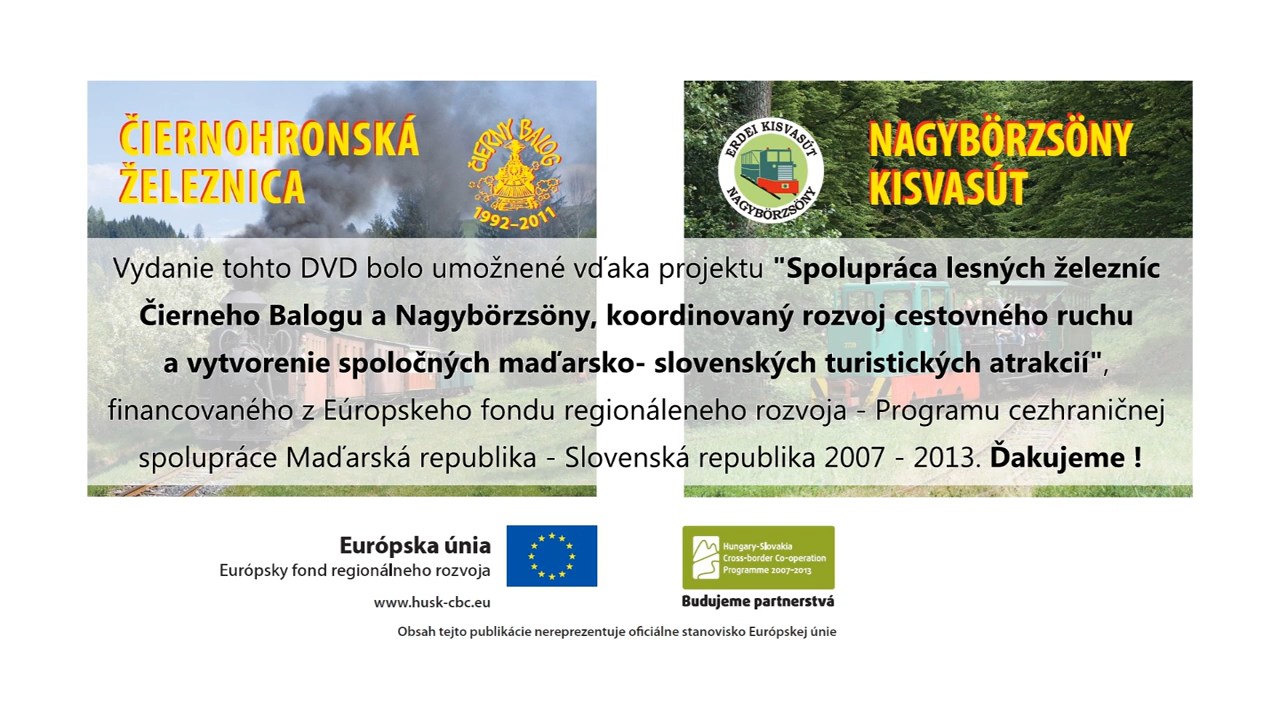 ČIERNOHRONSKÁ
ŽELEZNICA
ČIERNY BALOG
1992-2011
ERDEI KISVASÚT
NAGYBÖRZSÖNY
NAGYBÖRZSÖNY
KISVASÚT
Vydanie tohto DVD bolo umožnené vďaka projektu "Spolupráca lesných železníc
Čierneho Balogu a Nagybörzsöny, koordinovaný rozvoj cestovného ruchu
a vytvorenie spoločných maďarsko- slovenských turistických atrakcií",
financovaného z Eúropskeho fondu regionáleneho rozvoja - Programu cezhraničnej
spolupráce Maďarská republika - Slovenská republika 2007 - 2013. Ďakujeme !
Európska únia
Európsky fond regionálneho rozvoja
www.husk-cbc.eu
Hungary-Slovakia
Cross-border Co-operation
Programme 2007-2013
Budujeme partnerstvá
Obsah tejto publikácie nereprezentuje oficiálne stanovisko Európskej únie